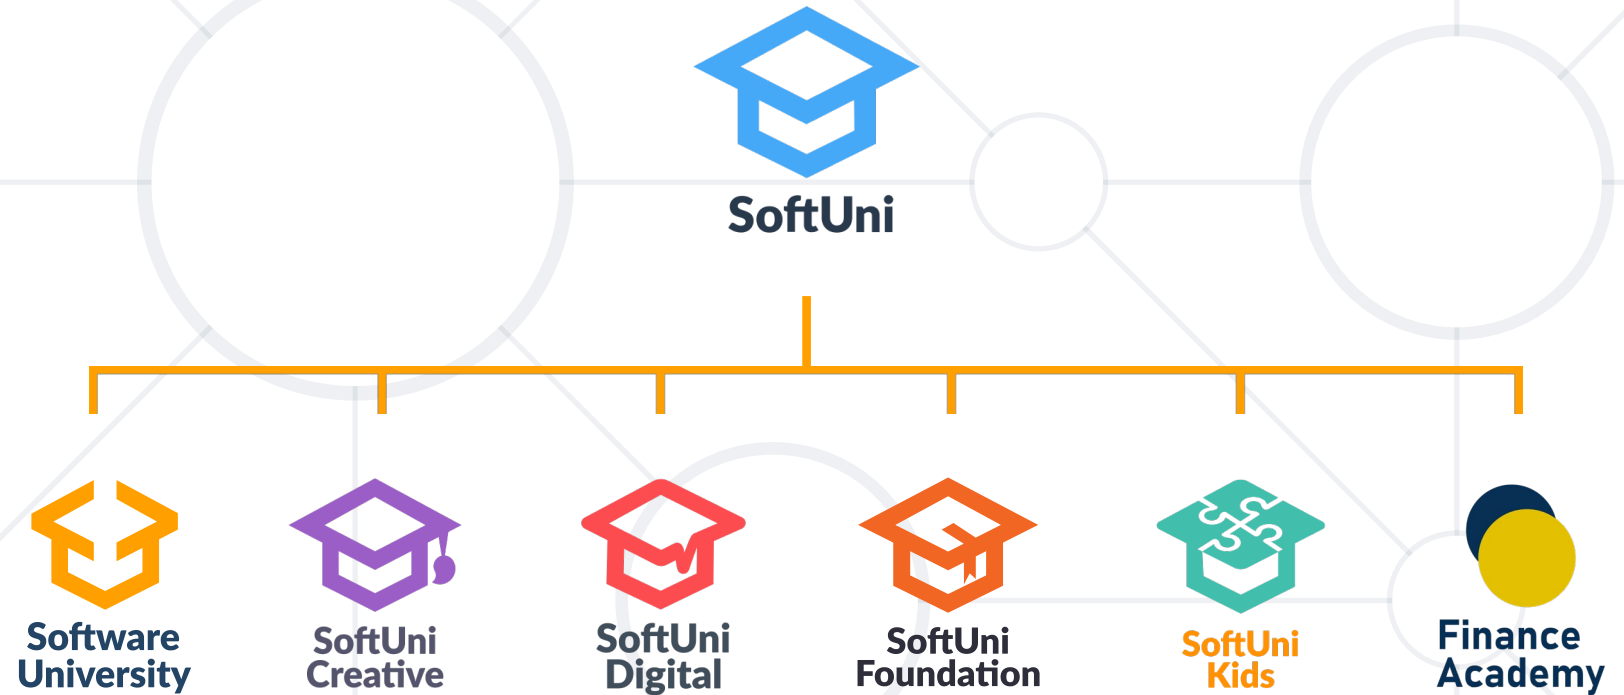 SoftUni
Software
University
SoftUni
Creative
SoftUni
Digital
SoftUni
Foundation
SoftUni
Kids
Finance
Academy